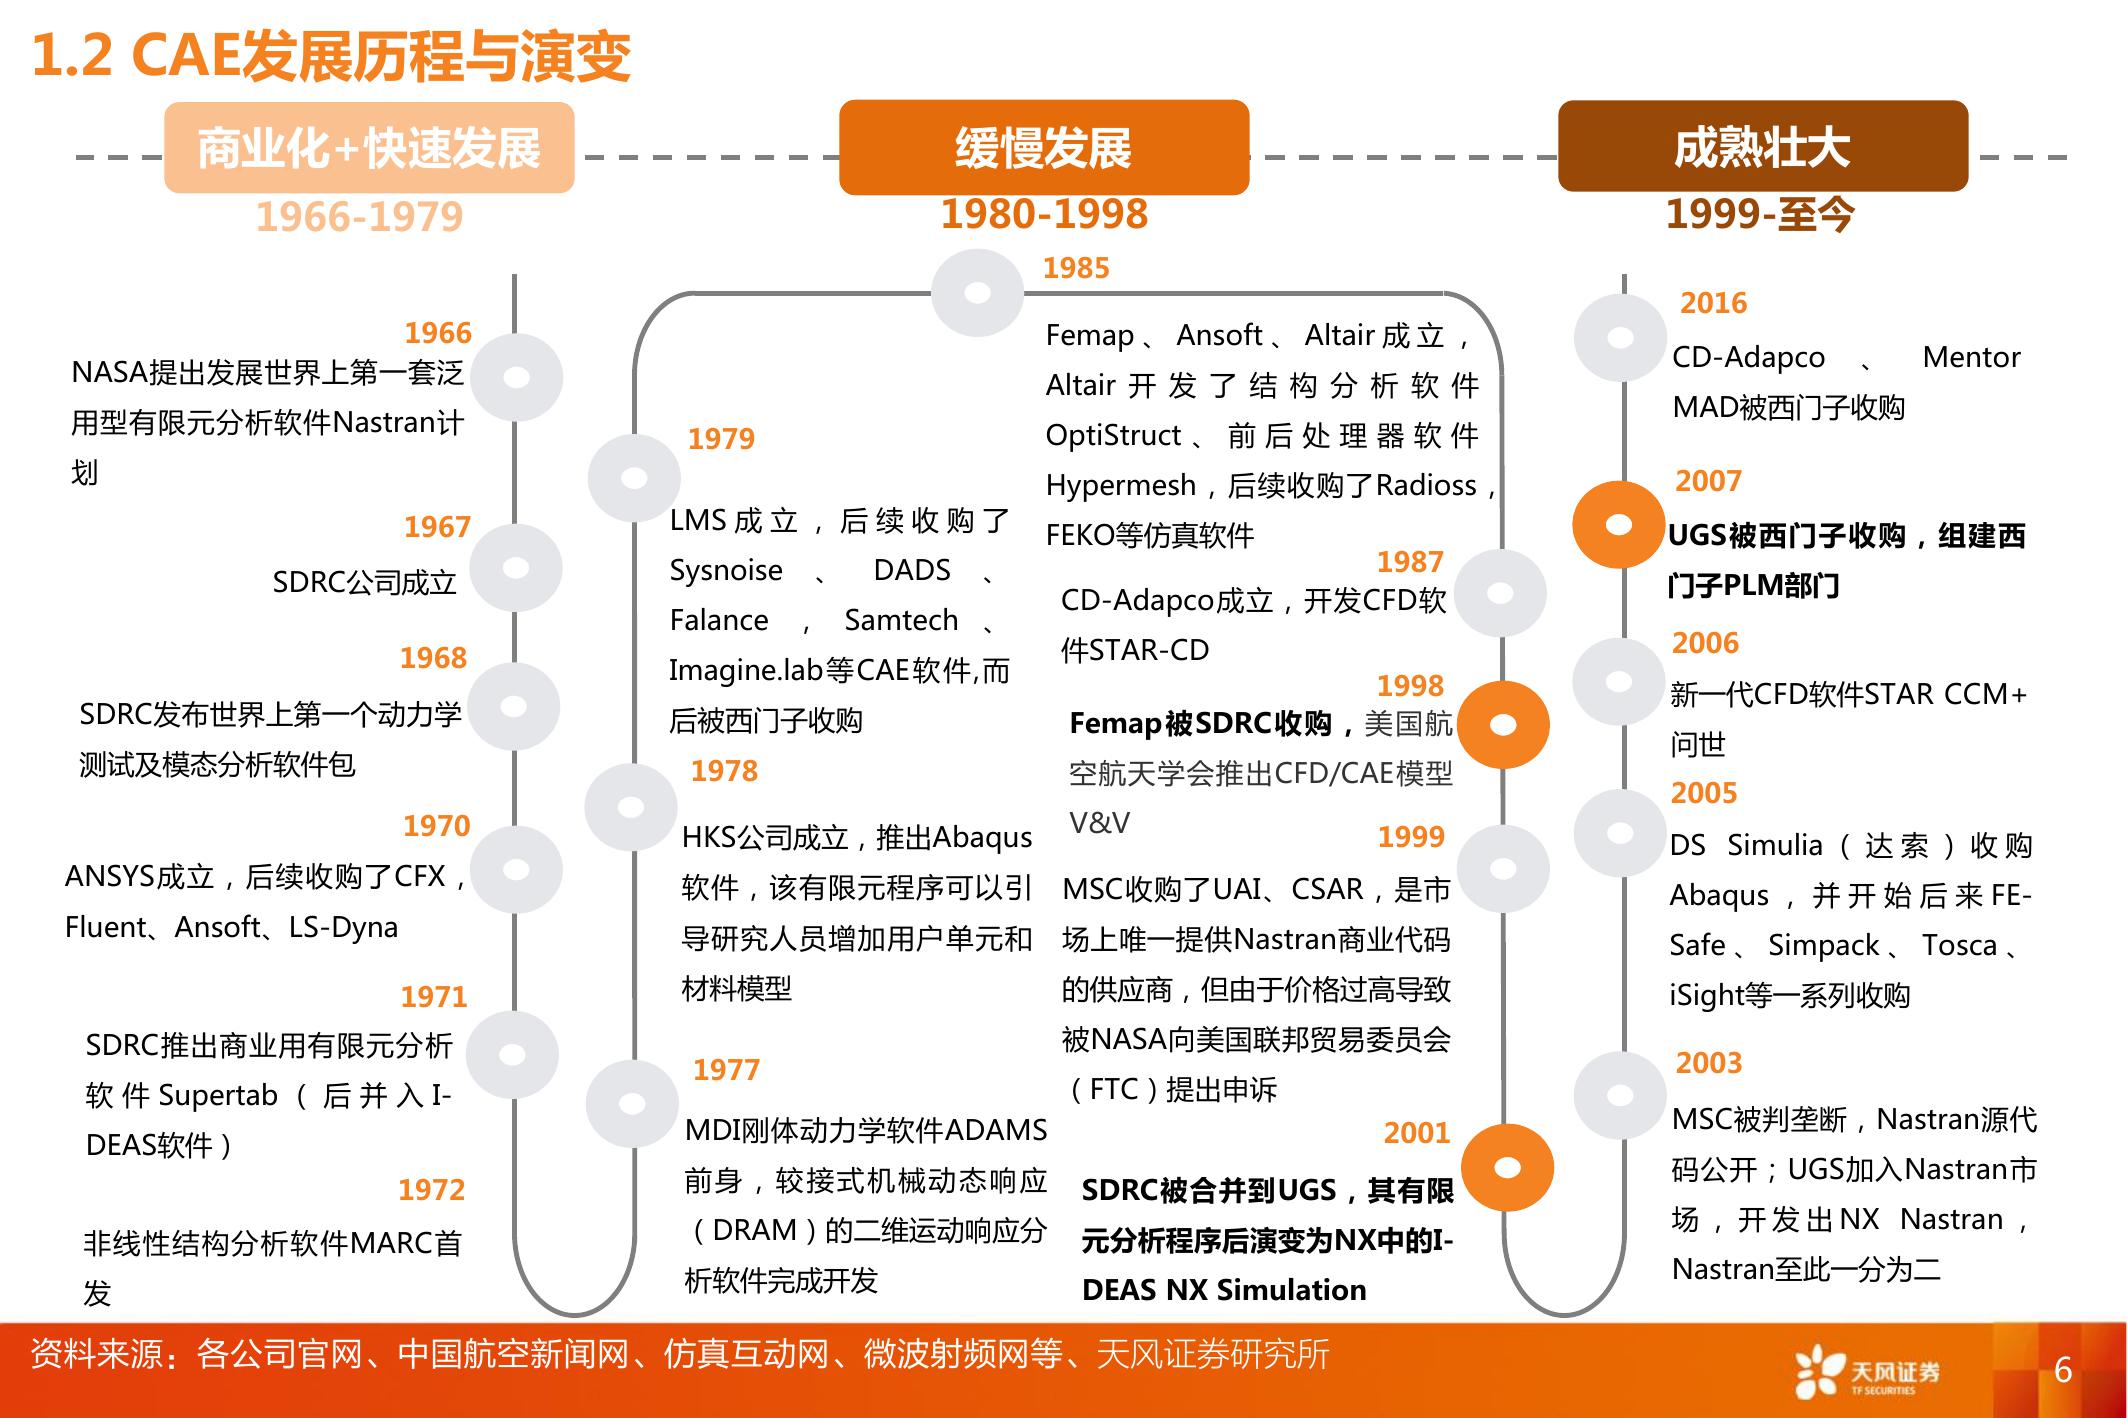 1.2 CAE发展历程与演变
商业化+快速发展
缓慢发展
成熟壮大
1966-1979
1980-1998
1999-至今
1966
NASA提出发展世界上第一套泛
用型有限元分析软件Nastran计
划
1967
SDRC公司成立
1968
SDRC发布世界上第一个动力学
测试及模态分析软件包
1970
ANSYS成立，后续收购了CFX，
Fluent、Ansoft、LS-Dyna
1971
SDRC推出商业用有限元分析
软件Supertab（后并入I-
DEAS软件）
1972
非线性结构分析软件MARC首
发
1979
LMS成立，后续收购了
Sysnoise、DADS、
Falance，Samtech、
Imagine.lab等CAE软件,而
后被西门子收购
1978
HKS公司成立，推出Abaqus
软件，该有限元程序可以引
导研究人员增加用户单元和
材料模型
1977
MDI刚体动力学软件ADAMS
前身，较接式机械动态响应
（DRAM）的二维运动响应分
析软件完成开发
1985
Femap、Ansoft、Altair成立，
Altair开发了结构分析软件
OptiStruct、前后处理器软件
Hypermesh，后续收购了Radioss，
FEKO等仿真软件
1987
CD-Adapco成立，开发CFD软
件STAR-CD
1998
Femap被SDRC收购，美国航
空航天学会推出CFD/CAE模型
V&V
1999
MSC收购了UAI、CSAR，是市
场上唯一提供Nastran商业代码
的供应商，但由于价格过高导致
被NASA向美国联邦贸易委员会
（FTC）提出申诉
2001
SDRC被合并到UGS，其有限
元分析程序后演变为NX中的I-
DEAS NX Simulation
2016
CD-Adapco、Mentor
MAD被西门子收购
2007
UGS被西门子收购，组建西
门子PLM部门
2006
新一代CFD软件STAR CCM+
问世
2005
DS Simulia（达索）收购
Abaqus，并开始后来FE-
Safe、Simpack、Tosca、
iSight等一系列收购
2003
MSC被判垄断，Nastran源代
码公开；UGS加入Nastran市
场，开发出NX Nastran，
Nastran至此一分为二
资料来源：各公司官网、中国航空新闻网、仿真互动网、微波射频网等、天风证券研究所
天风证券
TF SECURITIES
6